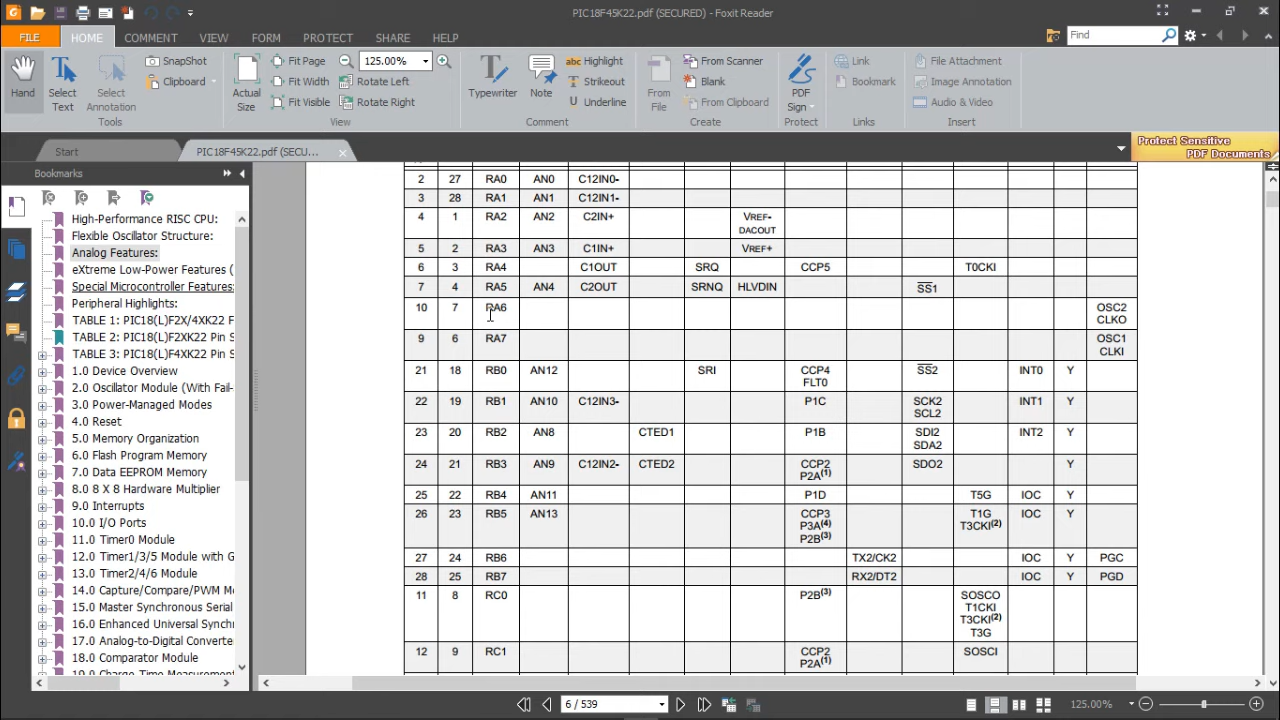 PIC18F45K22.pdf (SECURED) - Foxit Reader
FILE HOME COMMENT VIEW FORM PROTECT SHARE HELP
Find
Hand
Select Text
Select Annotation
SnapShot
Clipboard
Tools
Actual Size
Fit Page
Fit Width
Fit Visible
125.00%
Rotate Left
Rotate Right
View
Typewriter
Note
Highlight
Strikeout
Underline
Comment
From File
From Scanner
Blank
From Clipboard
Create
PDF Sign
Protect
Link
Bookmark
Links
File Attachment
Image Annotation
Audio & Video
Insert
Start
PIC18F45K22.pdf (SECU...
Protect Sensitive
PDF Documents
Bookmarks
High-Performance RISC CPU:
Flexible Oscillator Structure:
Analog Features:
eXtreme Low-Power Features (
Special Microcontroller Features:
Peripheral Highlights:
TABLE 1: PIC18(L)F2X/4XK22 F
TABLE 2: PIC18(L)F2XK22 Pin S
TABLE 3: PIC18(L)F4XK22 Pin S
1.0 Device Overview
2.0 Oscillator Module (With Fail-
3.0 Power-Managed Modes
4.0 Reset
5.0 Memory Organization
6.0 Flash Program Memory
7.0 Data EEPROM Memory
8.0 8 X 8 Hardware Multiplier
9.0 Interrupts
10.0 I/O Ports
11.0 Timer0 Module
12.0 Timer1/3/5 Module with G
13.0 Timer2/4/6 Module
14.0 Capture/Compare/PWM M
15.0 Master Synchronous Serial
16.0 Enhanced Universal Synch
17.0 Analog-to-Digital Converte
18.0 Comparator Module
2 27 RA0 AN0 C12IN0-
3 28 RA1 AN1 C12IN1-
4 1 RA2 AN2 C2IN+ VREF-
DACOUT
5 2 RA3 AN3 C1IN+ VREF+
6 3 RA4 C1OUT SRQ CCP5 T0CKI
7 4 RA5 AN4 C2OUT SRNQ HLVDIN SS1
10 7 RA6 OSC2
CLKO
9 6 RA7 OSC1
CLKI
21 18 RB0 AN12 SRI CCP4 SS2 INT0 Y
FLT0
22 19 RB1 AN10 C12IN3- P1C SCK2 INT1 Y
SCL2
23 20 RB2 AN8 CTED1 P1B SDI2 INT2 Y
SDA2
24 21 RB3 AN9 C12IN2- CTED2 CCP2 SDO2 Y
P2A(1)
25 22 RB4 AN11 P1D T5G IOC Y
26 23 RB5 AN13 CCP3 T1G IOC Y
P3A(4) T3CKI(2)
P2B(3)
27 24 RB6 TX2/CK2 IOC Y PGC
28 25 RB7 RX2/DT2 IOC Y PGD
11 8 RC0 P2B(3) SOSCO
T1CKI
T3CKI(2)
T3G
12 9 RC1 CCP2 SOSCI
P2A(1)
6 / 539
125.00%